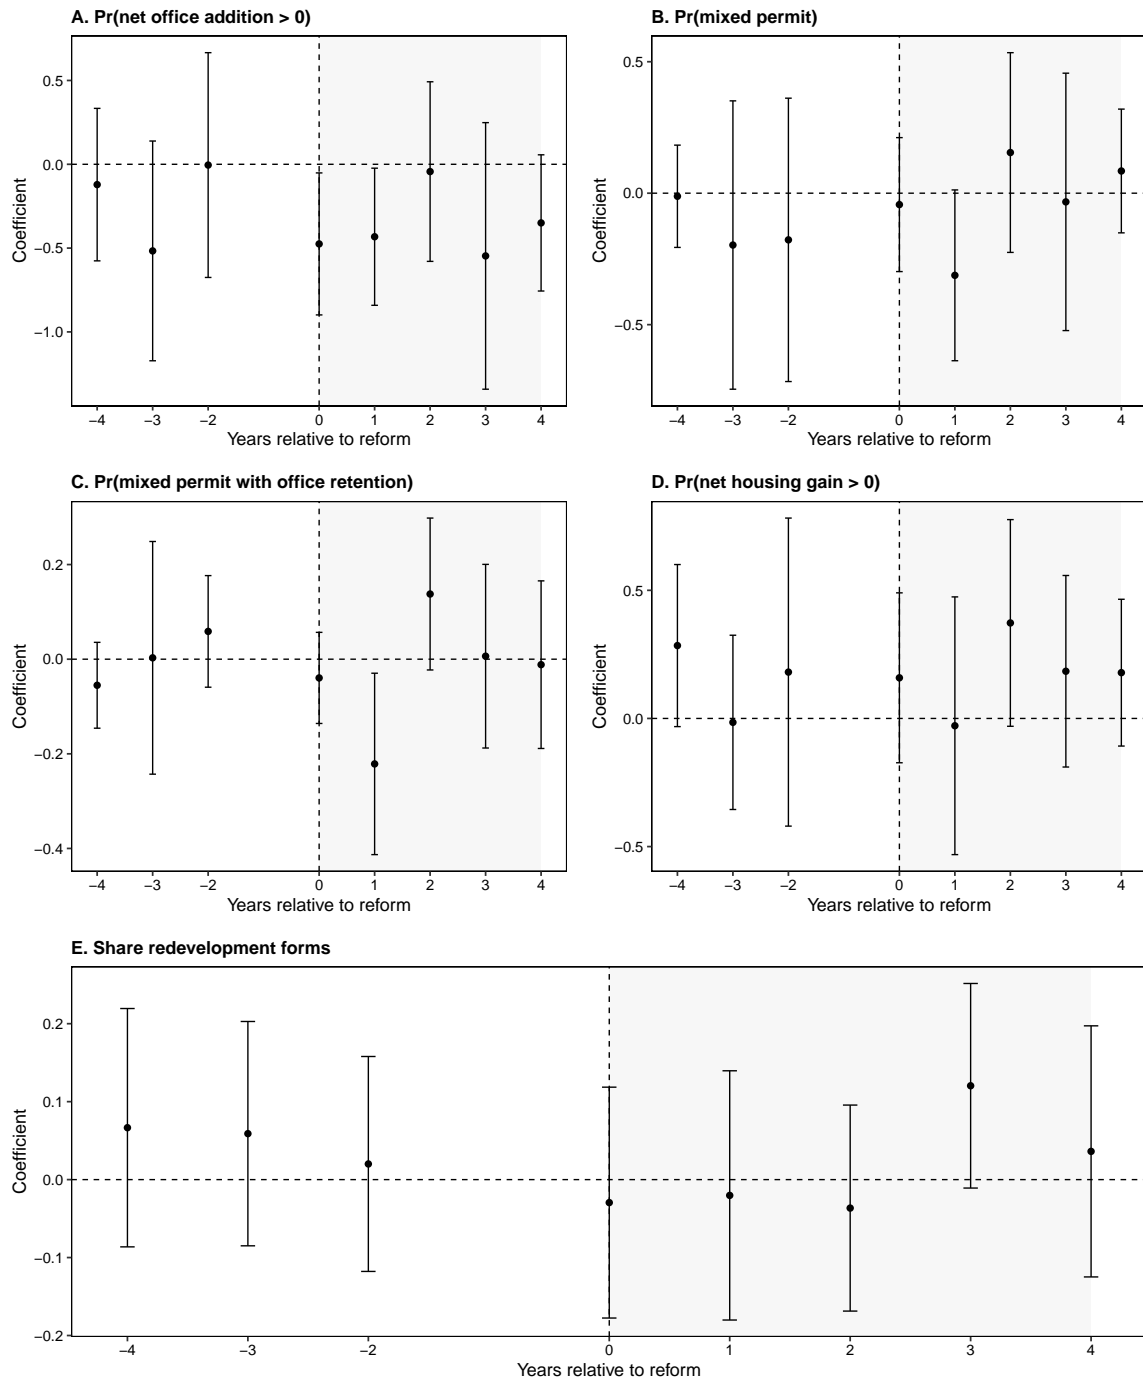 A. Pr(net office addition > 0)
0.5
0.0
−0.5
−1.0
Coefficient
−4 −3 −2 0 1 2 3 4
Years relative to reform
B. Pr(mixed permit)
0.5
0.0
−0.5
Coefficient
−4 −3 −2 0 1 2 3 4
Years relative to reform
C. Pr(mixed permit with office retention)
0.2
0.0
−0.2
−0.4
Coefficient
−4 −3 −2 0 1 2 3 4
Years relative to reform
D. Pr(net housing gain > 0)
0.5
0.0
−0.5
Coefficient
−4 −3 −2 0 1 2 3 4
Years relative to reform
E. Share redevelopment forms
0.2
0.1
0.0
−0.1
−0.2
Coefficient
−4 −3 −2 0 1 2 3 4
Years relative to reform